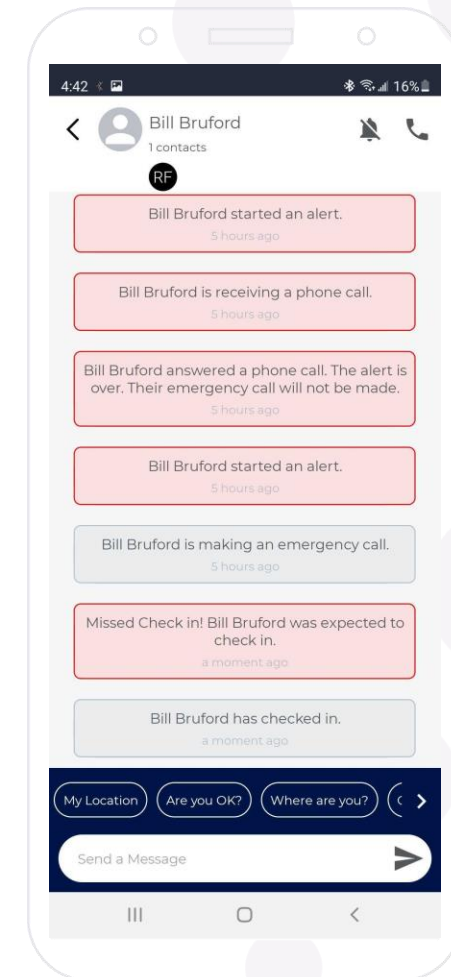 4:42
16%
Bill Bruford
1 contacts
RF
Bill Bruford started an alert.
5 hours ago
Bill Bruford is receiving a phone call.
5 hours ago
Bill Bruford answered a phone call. The alert is
over. Their emergency call will not be made.
5 hours ago
Bill Bruford started an alert.
5 hours ago
Bill Bruford is making an emergency call.
5 hours ago
Missed Check in! Bill Bruford was expected to
check in.
a moment ago
Bill Bruford has checked in.
a moment ago
My Location Are you OK? Where are you?
Send a Message